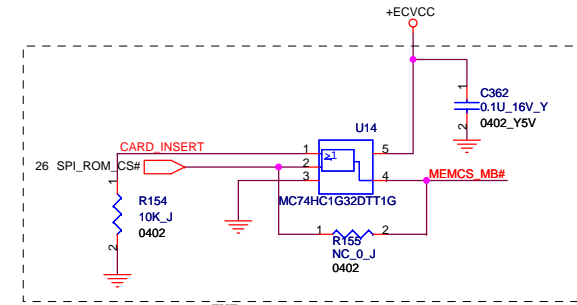 +ECVCC
1
C362
0.1U_16V_Y
0402_Y5V
2
U14
CARD_INSERT
1
5
≥1
26 SPI_ROM_CS#
2
3
4
MEMCS_MB#
MC74HC1G32DTT1G
1
R154
10K_J
0402
2
1
2
R155
NC_0_J
0402